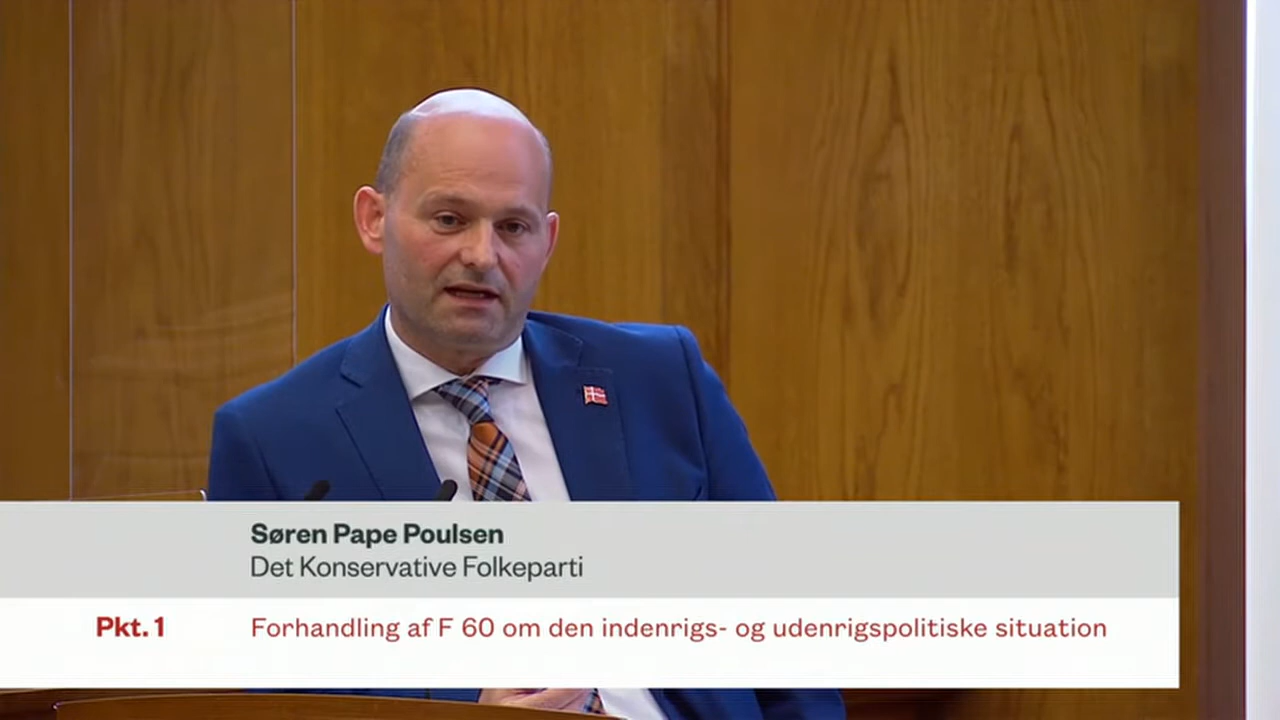 Søren Pape Poulsen
Det Konservative Folkeparti
Pkt. 1 Forhandling af F 60 om den indenrigs- og udenrigspolitiske situation